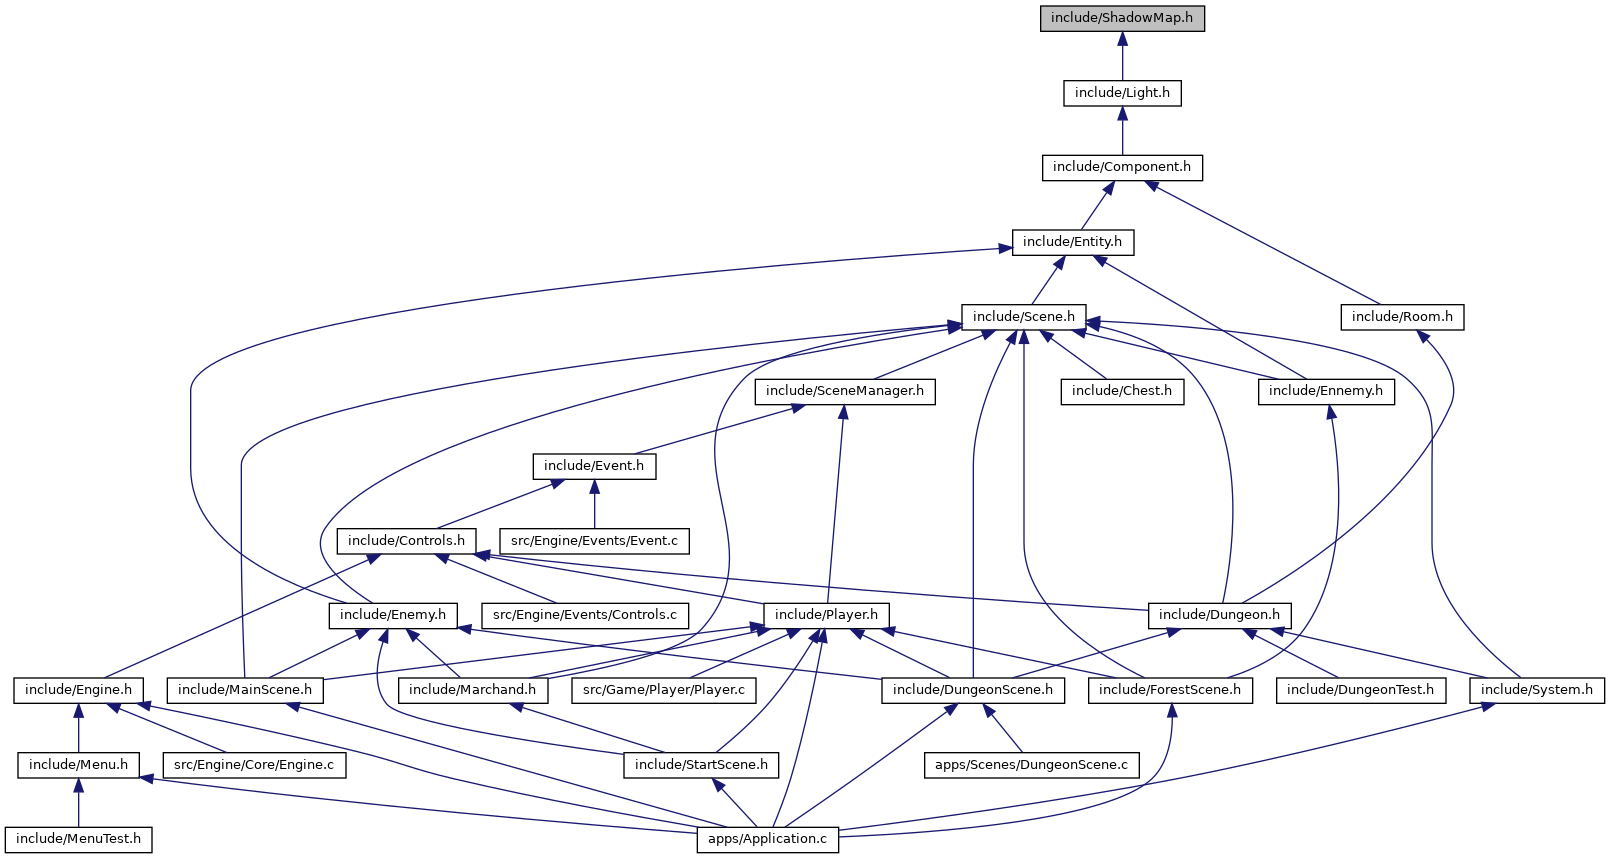 include/ShadowMap.h
include/Light.h
include/Component.h
include/Entity.h
include/Scene.h
include/Room.h
include/SceneManager.h
include/Chest.h
include/Ennemy.h
include/Event.h
include/Controls.h
src/Engine/Events/Event.c
include/Enemy.h
src/Engine/Events/Controls.c
include/Player.h
include/Dungeon.h
include/Engine.h
include/MainScene.h
include/Marchand.h
src/Game/Player/Player.c
include/DungeonScene.h
include/ForestScene.h
include/DungeonTest.h
include/System.h
include/Menu.h
src/Engine/Core/Engine.c
include/StartScene.h
apps/Scenes/DungeonScene.c
include/MenuTest.h
apps/Application.c